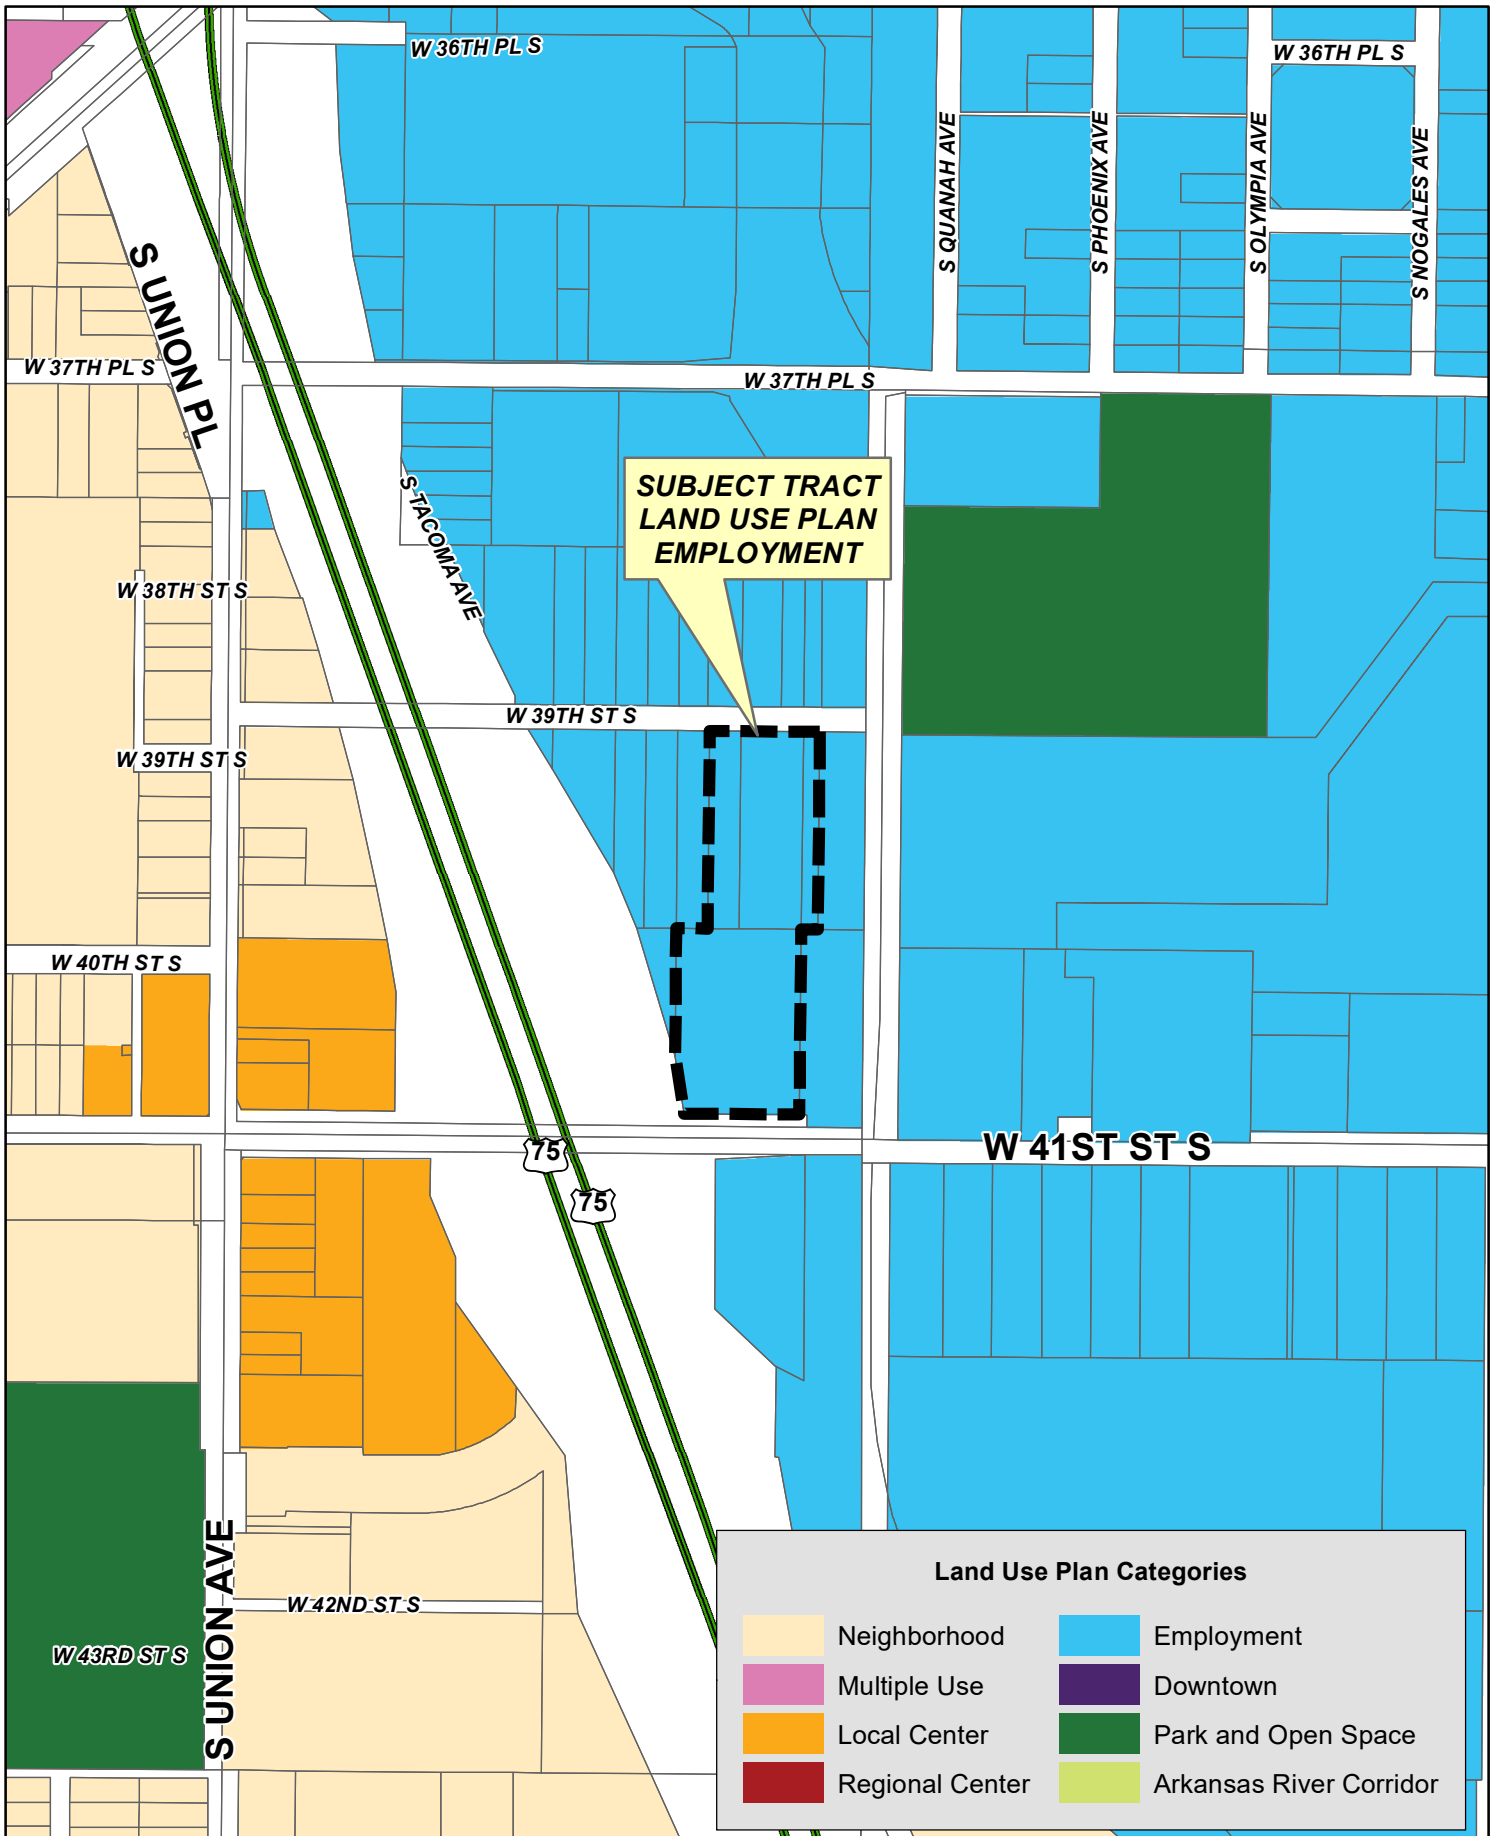 W 36TH PL S
W 36TH PL S
S QUANAH AVE
S PHOENIX AVE
S OLYMPIA AVE
S NOGALES AVE
S UNION PL
W 37TH PL S
W 37TH PL S
SUBJECT TRACT
LAND USE PLAN
EMPLOYMENT
S TACOMA AVE
W 38TH ST S
W 39TH ST S
W 39TH ST S
W 40TH ST S
W 41ST ST S
75
75
S UNION AVE
W 42ND ST S
W 43RD ST S
Land Use Plan Categories
Neighborhood
Multiple Use
Local Center
Regional Center
Employment
Downtown
Park and Open Space
Arkansas River Corridor